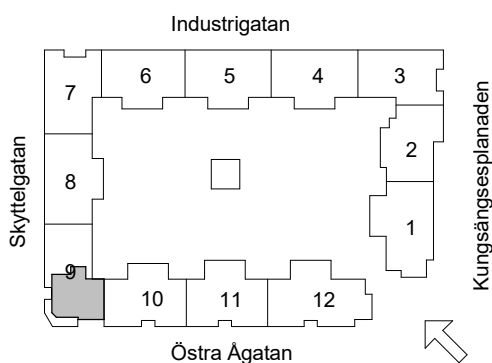 Industrigatan
6 5 4 3
7
2
Skyttelgatan
8
Kungsängsesplanaden
1
9
10 11 12
Östra Ågatan